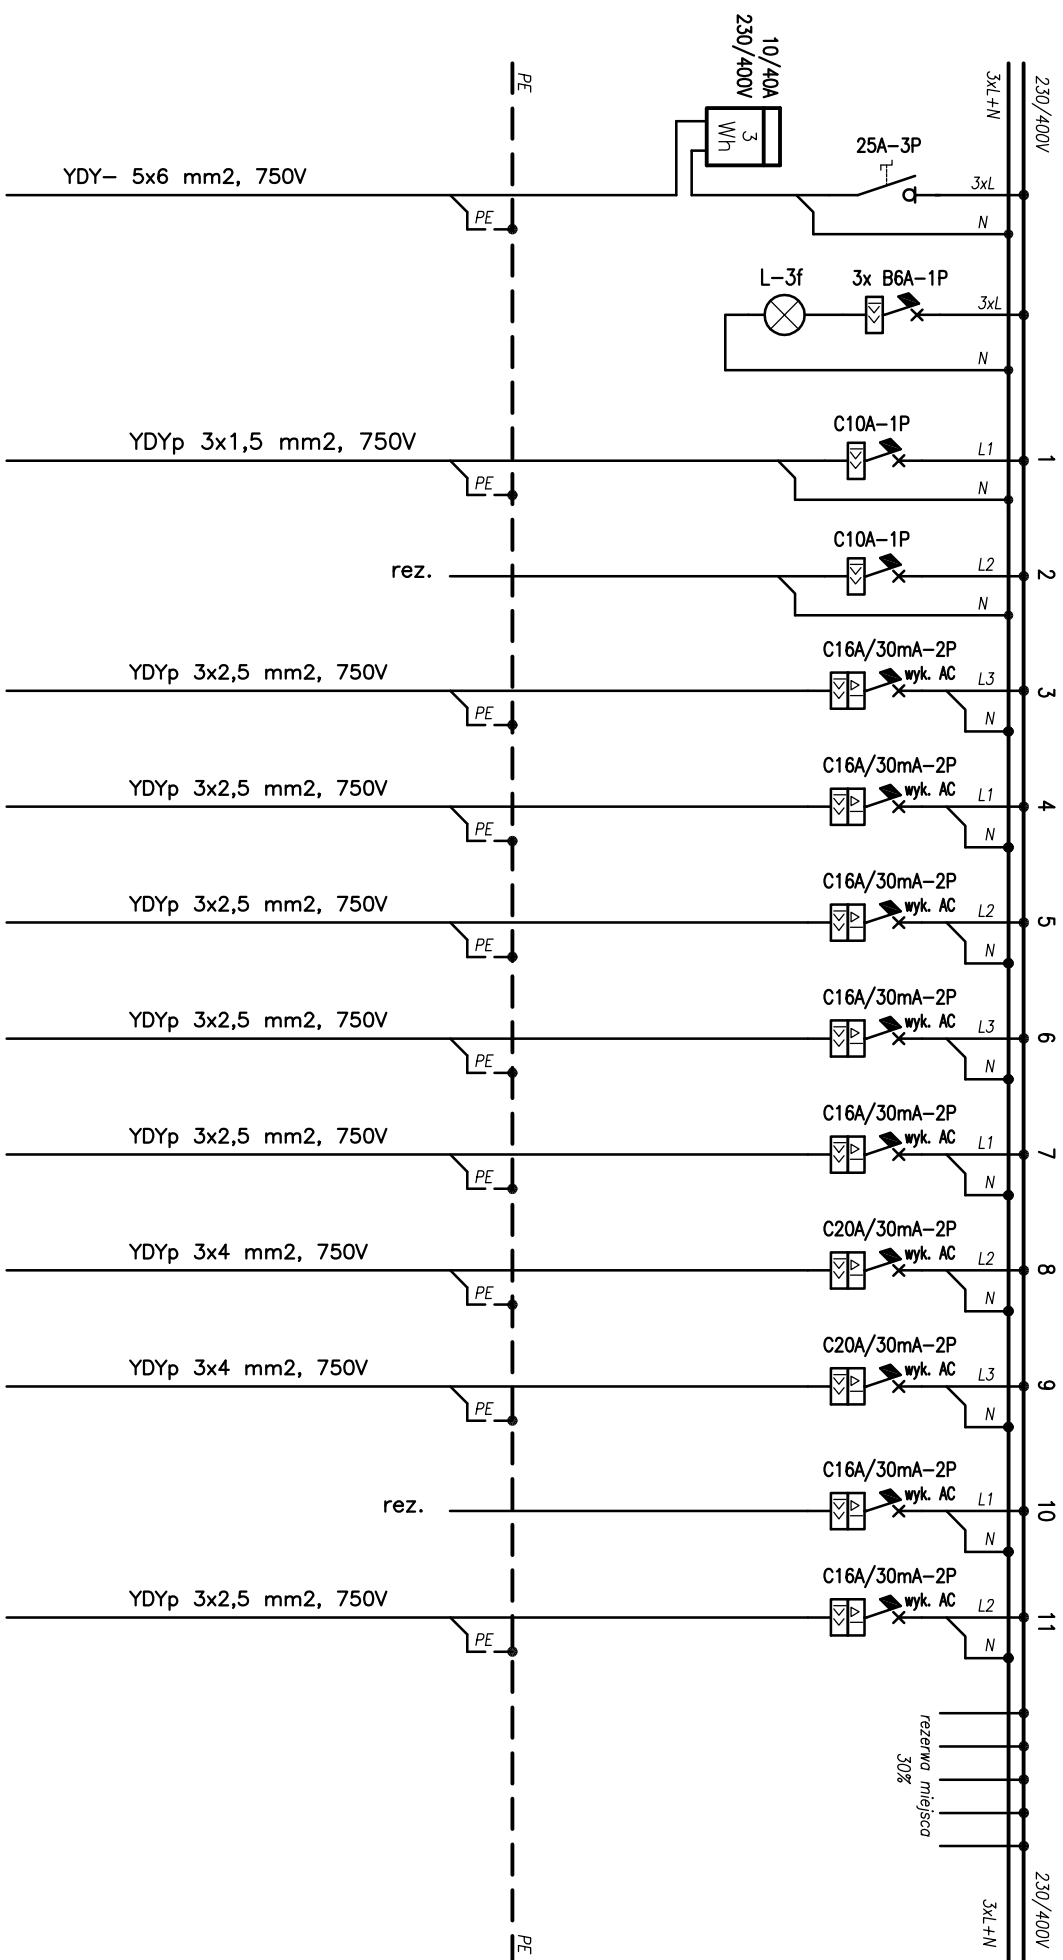 230/400V
3xL+N
PE
10/40A
230/400V
3
Wh
25A-3P
3xL
N
YDY- 5x6 mm2, 750V
PE
L-3f
3x B6A-1P
3xL
N
1
C10A-1P
L1
N
YDYp 3x1,5 mm2, 750V
PE
2
C10A-1P
L2
N
rez.
3
C16A/30mA-2P
wyk. AC
L3
N
YDYp 3x2,5 mm2, 750V
PE
4
C16A/30mA-2P
wyk. AC
L1
N
YDYp 3x2,5 mm2, 750V
PE
5
C16A/30mA-2P
wyk. AC
L2
N
YDYp 3x2,5 mm2, 750V
PE
6
C16A/30mA-2P
wyk. AC
L3
N
YDYp 3x2,5 mm2, 750V
PE
7
C16A/30mA-2P
wyk. AC
L1
N
YDYp 3x2,5 mm2, 750V
PE
8
C20A/30mA-2P
wyk. AC
L2
N
YDYp 3x4 mm2, 750V
PE
9
C20A/30mA-2P
wyk. AC
L3
N
YDYp 3x4 mm2, 750V
PE
10
C16A/30mA-2P
wyk. AC
L1
N
rez.
11
C16A/30mA-2P
wyk. AC
L2
N
YDYp 3x2,5 mm2, 750V
PE
rezerwa miejsca
30%
230/400V
3xL+N
PE